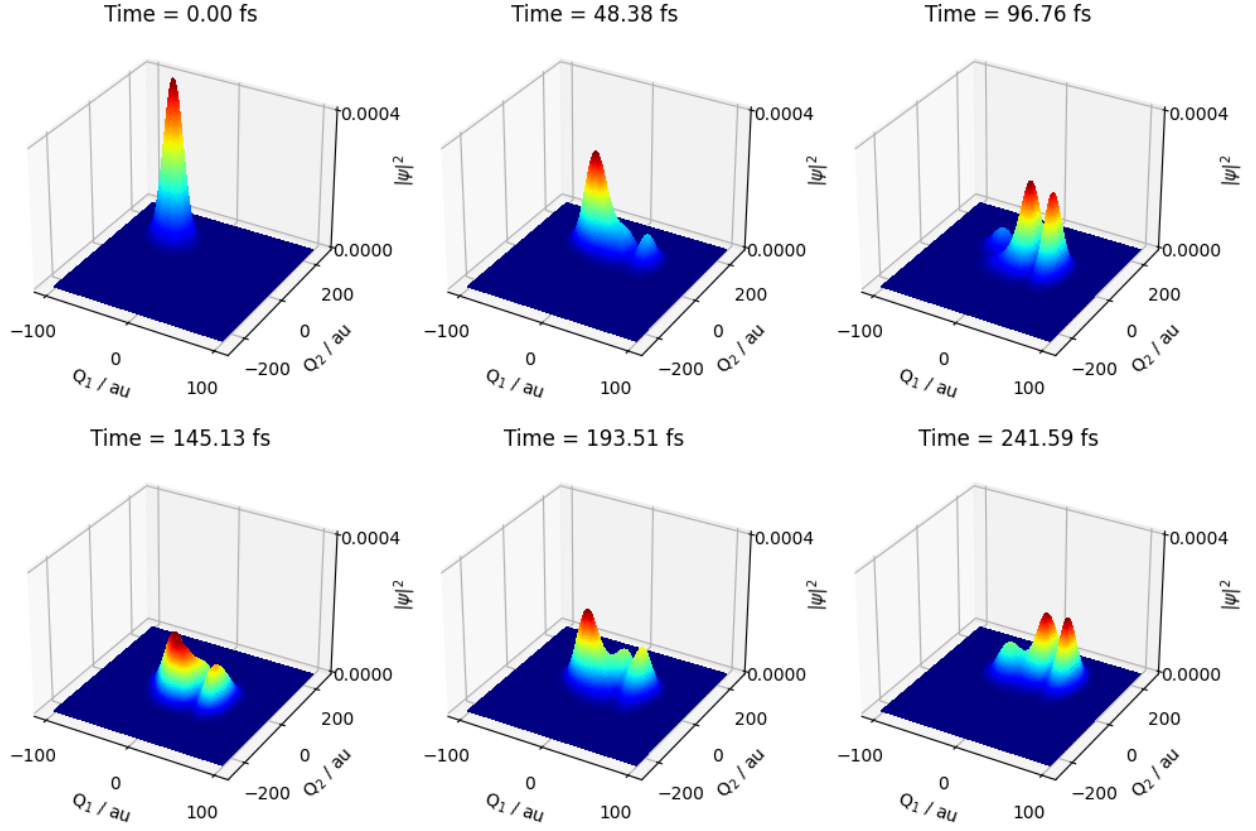 Time = 0.00 fs
0.0004
|ψ|²
0.0000
200
0
−200
Q₂ / au
−100
0
100
Q₁ / au
Time = 48.38 fs
0.0004
|ψ|²
0.0000
200
0
−200
Q₂ / au
−100
0
100
Q₁ / au
Time = 96.76 fs
0.0004
|ψ|²
0.0000
200
0
−200
Q₂ / au
−100
0
100
Q₁ / au
Time = 145.13 fs
0.0004
|ψ|²
0.0000
200
0
−200
Q₂ / au
−100
0
100
Q₁ / au
Time = 193.51 fs
0.0004
|ψ|²
0.0000
200
0
−200
Q₂ / au
−100
0
100
Q₁ / au
Time = 241.59 fs
0.0004
|ψ|²
0.0000
200
0
−200
Q₂ / au
−100
0
100
Q₁ / au